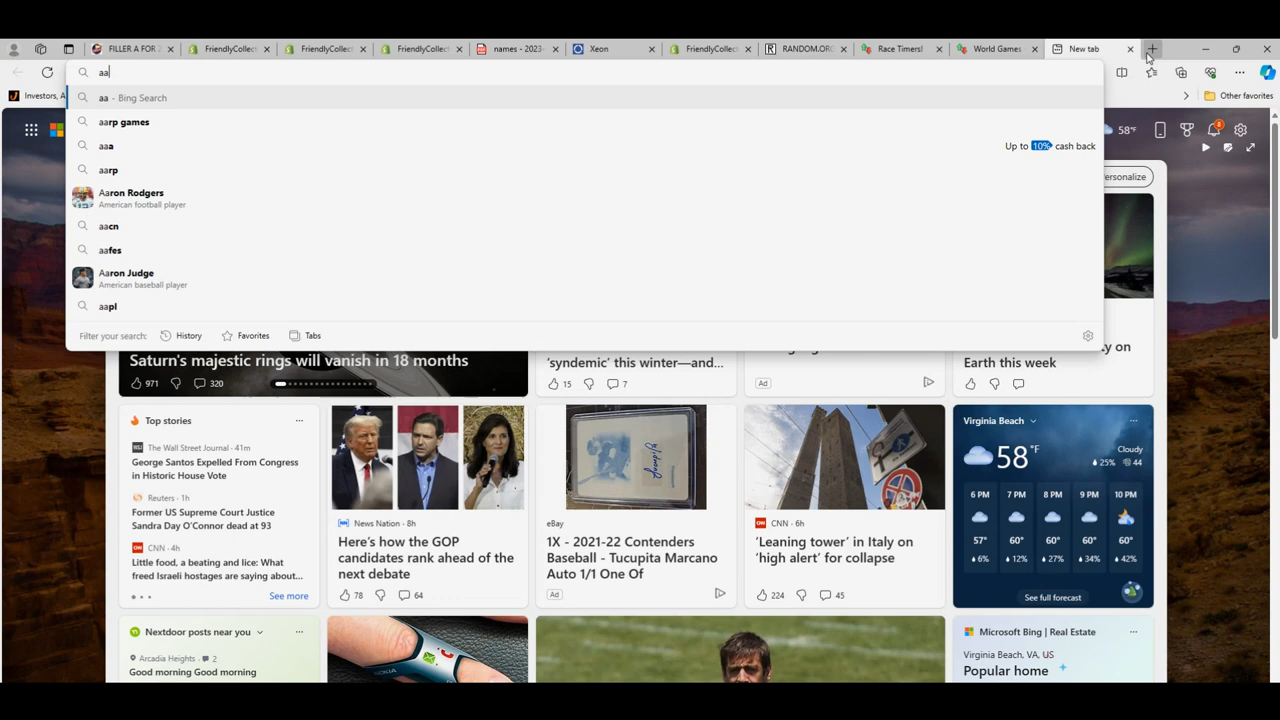 FILLER A FOR 2
FriendlyCollect
FriendlyCollect
FriendlyCollect
names - 2023-
Xeon
FriendlyCollect
RANDOM.ORG
Race Timers!
World Games
New tab
aa
Investors, A
Other favorites
aa - Bing Search
aarp games
aaa
Up to 10% cash back
aarp
Aaron Rodgers
American football player
aacn
aafes
Aaron Judge
American baseball player
aapl
Filter your search:
History
Favorites
Tabs
58°F
8
ersonalize
Saturn's majestic rings will vanish in 18 months
971
320
'syndemic' this winter—and...
15
7
Ad
y on
Earth this week
Top stories
The Wall Street Journal · 41m
George Santos Expelled From Congress
in Historic House Vote
Reuters · 1h
Former US Supreme Court Justice
Sandra Day O'Connor dead at 93
CNN · 4h
Little food, a beating and lice: What
freed Israeli hostages are saying about...
See more
News Nation · 8h
Here's how the GOP
candidates rank ahead of the
next debate
78
64
eBay
1X - 2021-22 Contenders
Baseball - Tucupita Marcano
Auto 1/1 One Of
Ad
CNN · 6h
'Leaning tower' in Italy on
'high alert' for collapse
224
45
Virginia Beach
58 °F
Cloudy
25%
44
6 PM 7 PM 8 PM 9 PM 10 PM
57° 60° 60° 60° 60°
6% 12% 27% 34% 42%
See full forecast
Nextdoor posts near you
Arcadia Heights · 2
Good morning Good morning
NOKIA
Microsoft Bing | Real Estate
Virginia Beach, VA, US
Popular home